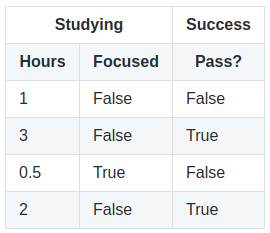 Studying Success
Hours Focused Pass?
1 False False
3 False True
0.5 True False
2 False True